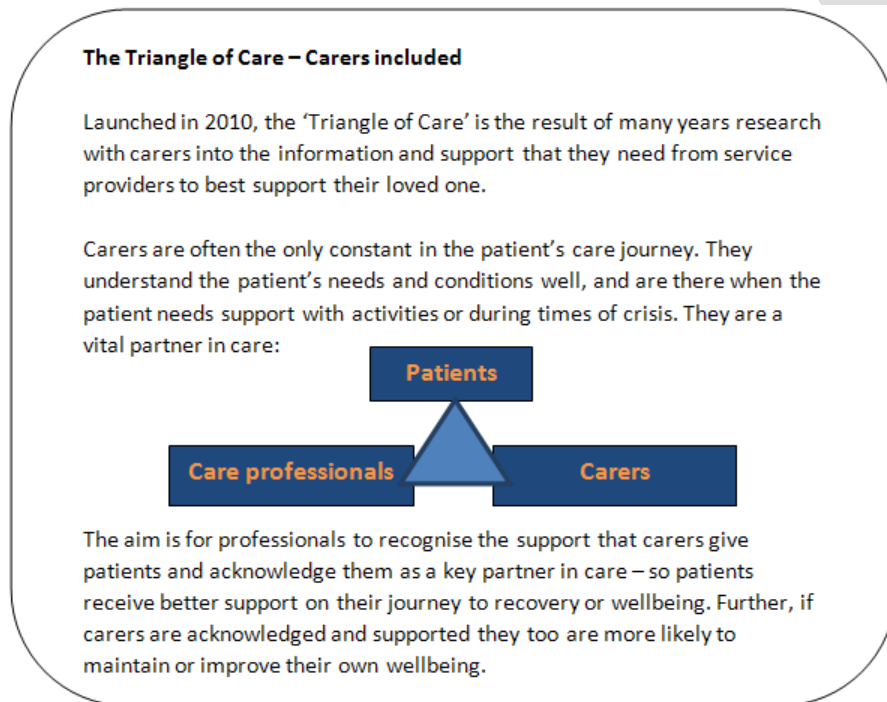 The Triangle of Care – Carers included
Launched in 2010, the ‘Triangle of Care’ is the result of many years research
with carers into the information and support that they need from service
providers to best support their loved one.
Carers are often the only constant in the patient’s care journey. They
understand the patient’s needs and conditions well, and are there when the
patient needs support with activities or during times of crisis. They are a
vital partner in care:
Patients
Care professionals
Carers
The aim is for professionals to recognise the support that carers give
patients and acknowledge them as a key partner in care – so patients
receive better support on their journey to recovery or wellbeing. Further, if
carers are acknowledged and supported they too are more likely to
maintain or improve their own wellbeing.